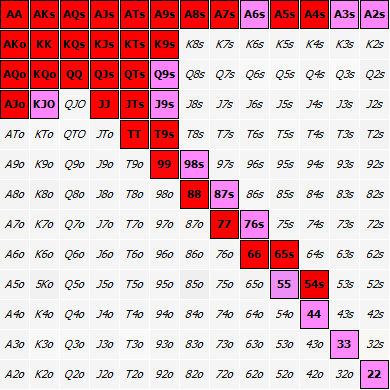 AA AKs AQs AJs ATs A9s A8s A7s A6s A5s A4s A3s A2s
AKo KK KQs KJs KTs K9s K8s K7s K6s K5s K4s K3s K2s
AQo KQo QQ QJs QTs Q9s Q8s Q7s Q6s Q5s Q4s Q3s Q2s
AJo KJO QJO JJ JTs J9s J8s J7s J6s J5s J4s J3s J2s
ATo KTo QTO JTo TT T9s T8s T7s T6s T5s T4s T3s T2s
A9o K9o Q9o J9o T9o 99 98s 97s 96s 95s 94s 93s 92s
A8o K8o Q8o J8o T8o 98o 88 87s 86s 85s 84s 83s 82s
A7o K7o Q7o J7o T7o 97o 87o 77 76s 75s 74s 73s 72s
A6o K6o Q6o J6o T6o 96o 86o 76o 66 65s 64s 63s 62s
A5o 5Ko Q5o J5o T5o 95o 85o 75o 65o 55 54s 53s 52s
A4o K4o Q4o J4o T4o 94o 84o 74o 64o 54o 44 43s 42s
A3o K3o Q3o J3o T3o 93o 83o 73o 63o 53o 43o 33 32s
A2o K2o Q2o J2o T2o 92o 82o 72o 62o 52o 42o 32o 22